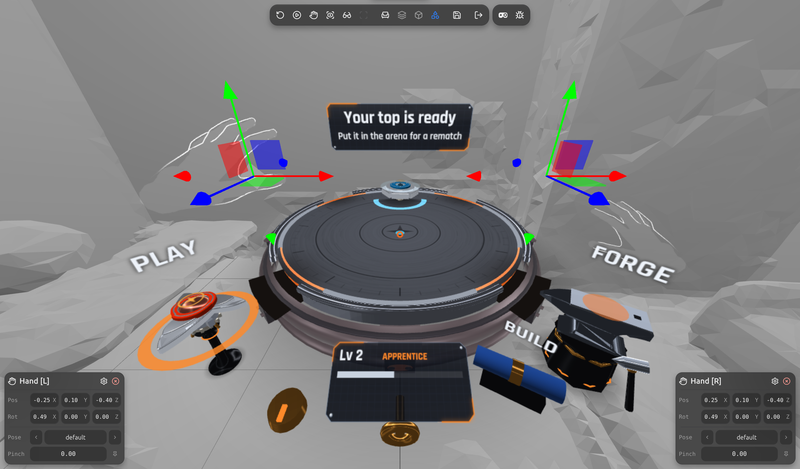 Your top is ready
Put it in the arena for a rematch
PLAY
FORGE
BUILD
Lv 2 APPRENTICE
Hand [L]
Pos -0.25 X 0.10 Y -0.40 Z
Rot 0.49 X 0.00 Y 0.00 Z
Pose default
Pinch 0.00
Hand [R]
Pos 0.25 X 0.10 Y -0.40 Z
Rot 0.49 X 0.00 Y 0.00 Z
Pose default
Pinch 0.00